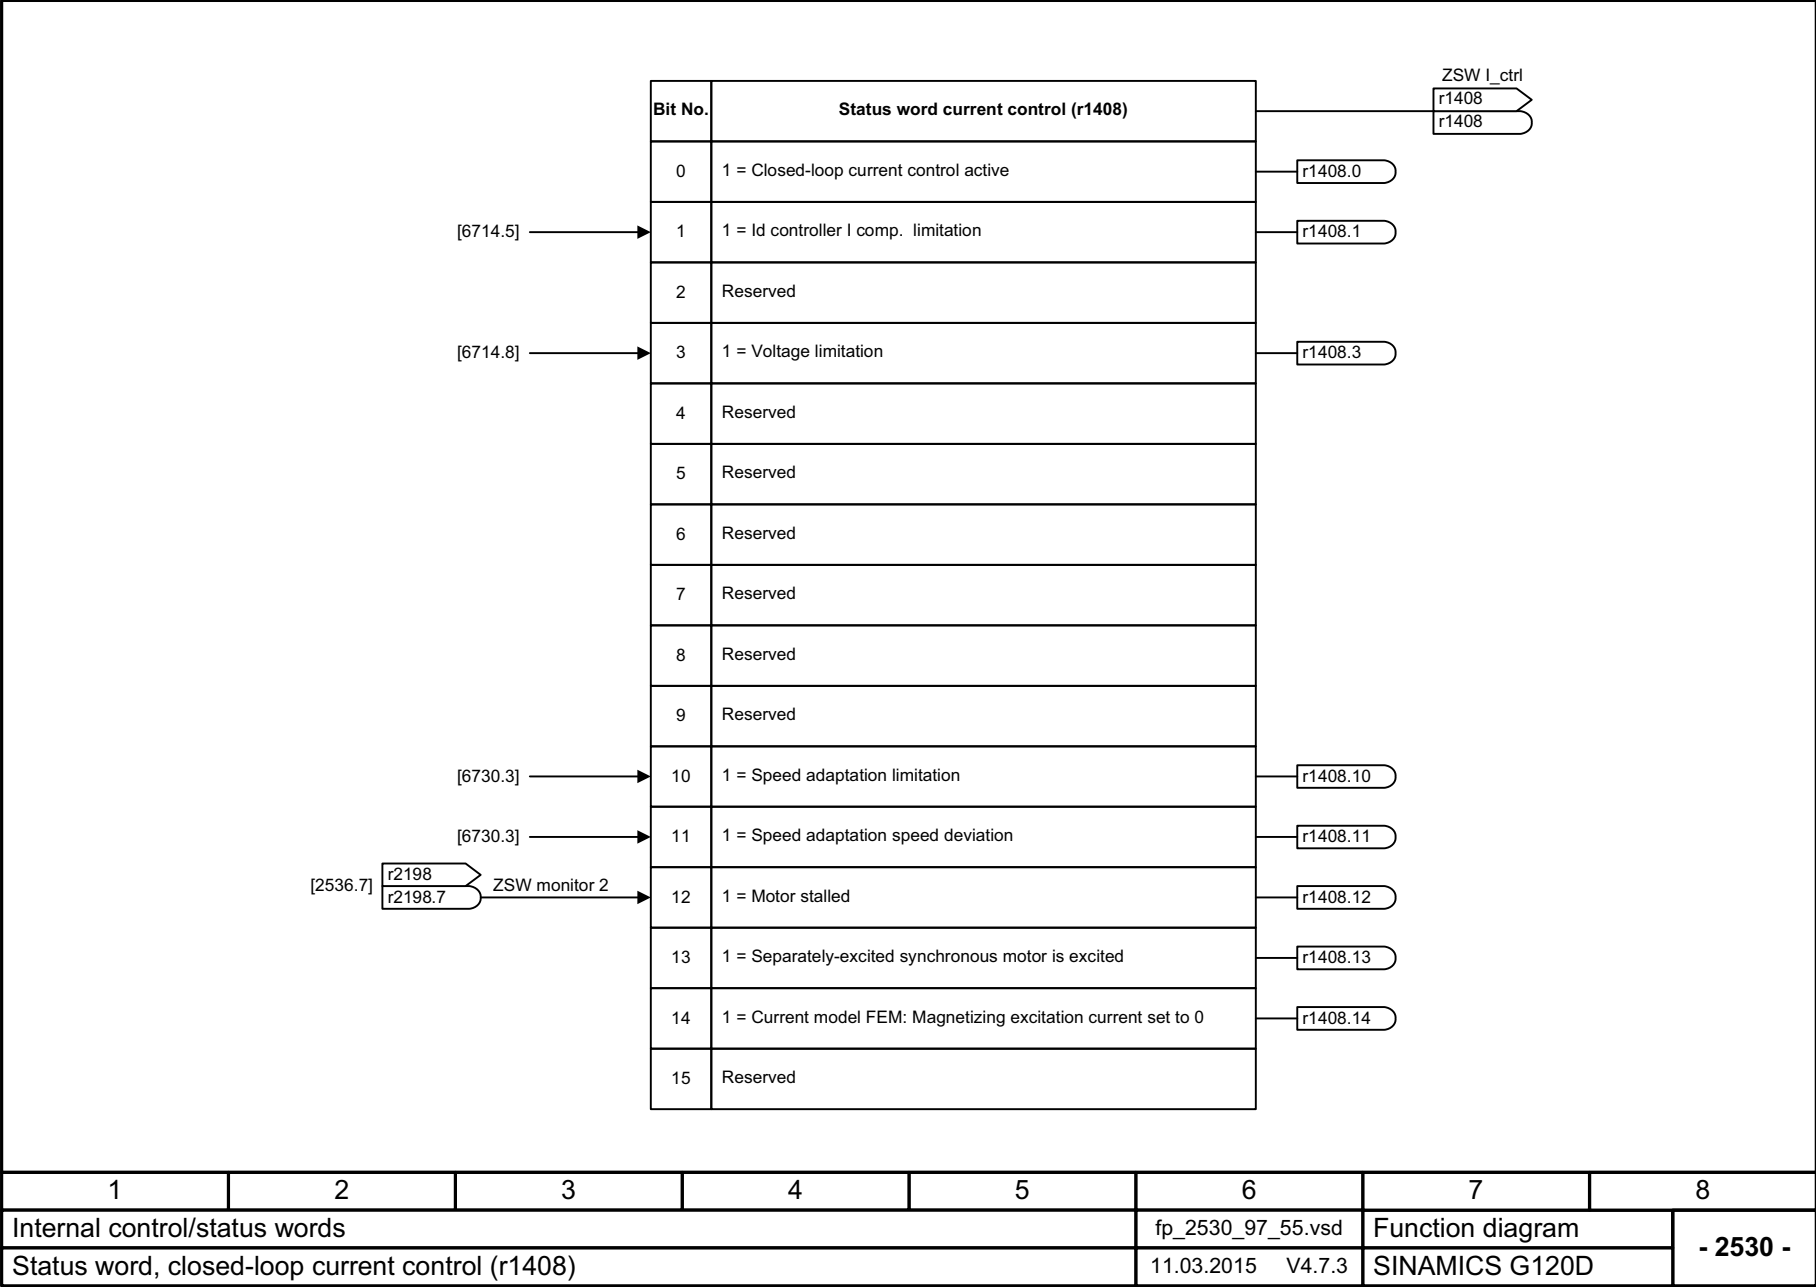 ZSW I_ctrl
Bit No. Status word current control (r1408) r1408
r1408
0 1 = Closed-loop current control active r1408.0
[6714.5] 1 1 = Id controller I comp. limitation r1408.1
2 Reserved
[6714.8] 3 1 = Voltage limitation r1408.3
4 Reserved
5 Reserved
6 Reserved
7 Reserved
8 Reserved
9 Reserved
[6730.3] 10 1 = Speed adaptation limitation r1408.10
[6730.3] 11 1 = Speed adaptation speed deviation r1408.11
[2536.7] r2198 ZSW monitor 2
r2198.7 12 1 = Motor stalled r1408.12
13 1 = Separately-excited synchronous motor is excited r1408.13
14 1 = Current model FEM: Magnetizing excitation current set to 0 r1408.14
15 Reserved
1 2 3 4 5 6 7 8
Internal control/status words fp_2530_97_55.vsd Function diagram - 2530 -
Status word, closed-loop current control (r1408) 11.03.2015 V4.7.3 SINAMICS G120D